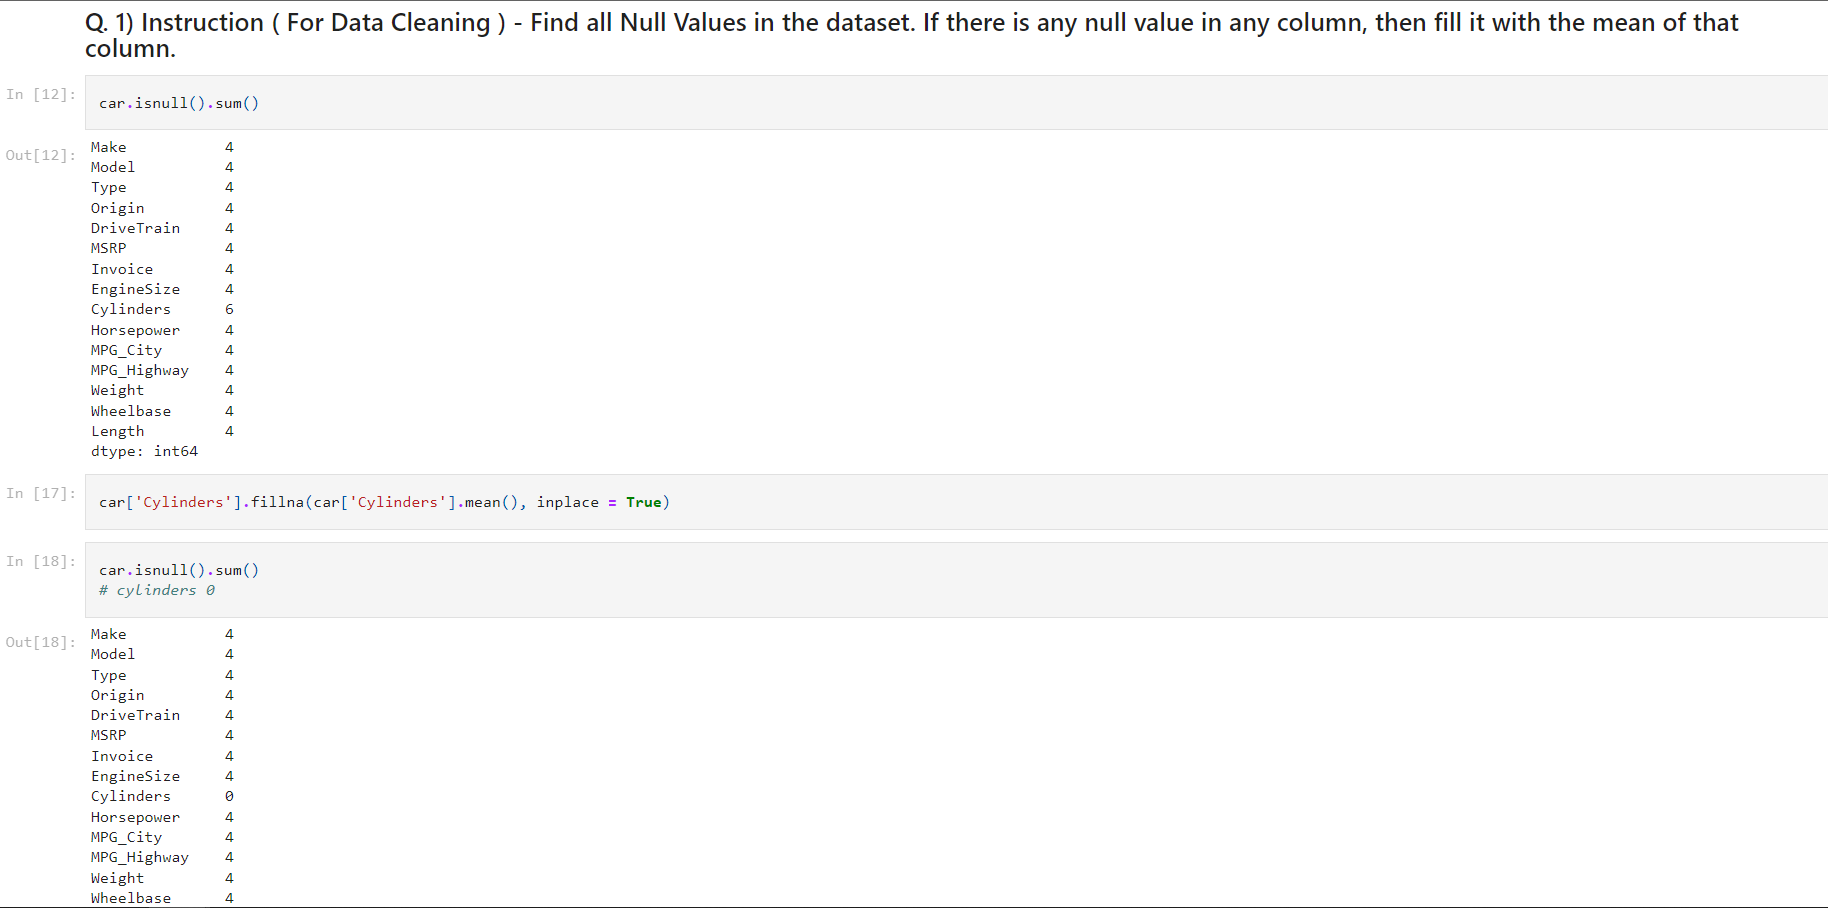 Q. 1) Instruction ( For Data Cleaning ) - Find all Null Values in the dataset. If there is any null value in any column, then fill it with the mean of that
column.
In [12]:
car.isnull().sum()
Out[12]:
Make 4
Model 4
Type 4
Origin 4
DriveTrain 4
MSRP 4
Invoice 4
EngineSize 4
Cylinders 6
Horsepower 4
MPG_City 4
MPG_Highway 4
Weight 4
Wheelbase 4
Length 4
dtype: int64
In [17]:
car['Cylinders'].fillna(car['Cylinders'].mean(), inplace = True)
In [18]:
car.isnull().sum()
# cylinders 0
Out[18]:
Make 4
Model 4
Type 4
Origin 4
DriveTrain 4
MSRP 4
Invoice 4
EngineSize 4
Cylinders 0
Horsepower 4
MPG_City 4
MPG_Highway 4
Weight 4
Wheelbase 4